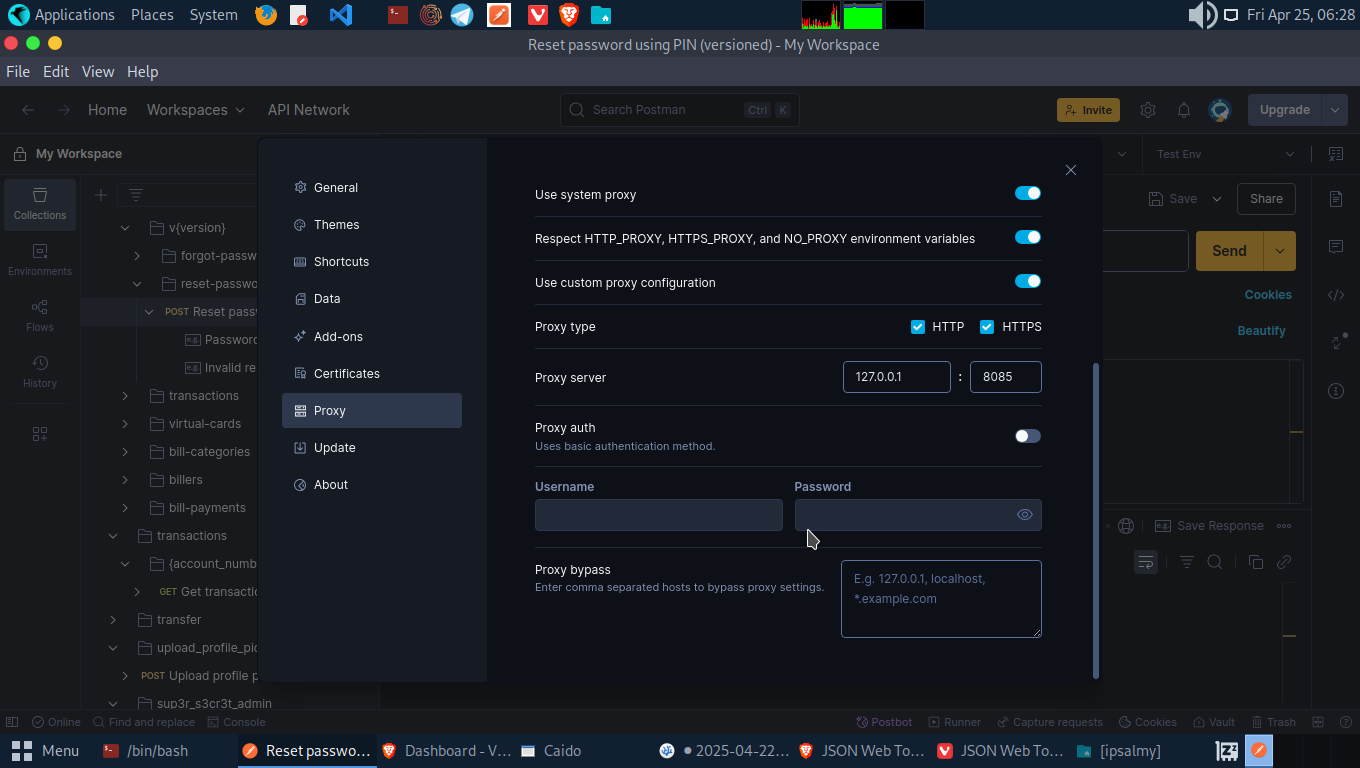 Applications Places System Fri Apr 25, 06:28
Reset password using PIN (versioned) - My Workspace
File Edit View Help
Home Workspaces API Network Search Postman Ctrl K Invite Upgrade
My Workspace Test Env
General
Use system proxy
Collections
Save Share
Themes
v{version}
Respect HTTP_PROXY, HTTPS_PROXY, and NO_PROXY environment variables
Send
forgot-passw
Shortcuts
Environments
reset-passwo
Use custom proxy configuration
Cookies
Data
POST Reset pass
Proxy type HTTP HTTPS
Flows
Beautify
Add-ons
Password
Invalid re
Certificates
Proxy server 127.0.0.1 : 8085
History
transactions
Proxy
virtual-cards
Proxy auth
Uses basic authentication method.
Update
bill-categories
billers
About
Username Password
bill-payments
Save Response
transactions
{account_numb
Proxy bypass
Enter comma separated hosts to bypass proxy settings.
E.g. 127.0.0.1, localhost,
*.example.com
GET Get transactic
transfer
upload_profile_pic
POST Upload profile p
sup3r_s3cr3t_admin
Online Find and replace Console Postbot Runner Capture requests Cookies Vault Trash
Menu /bin/bash Reset passwo... Dashboard - V... Caido 2025-04-22... JSON Web To... JSON Web To... [ipsalmy]